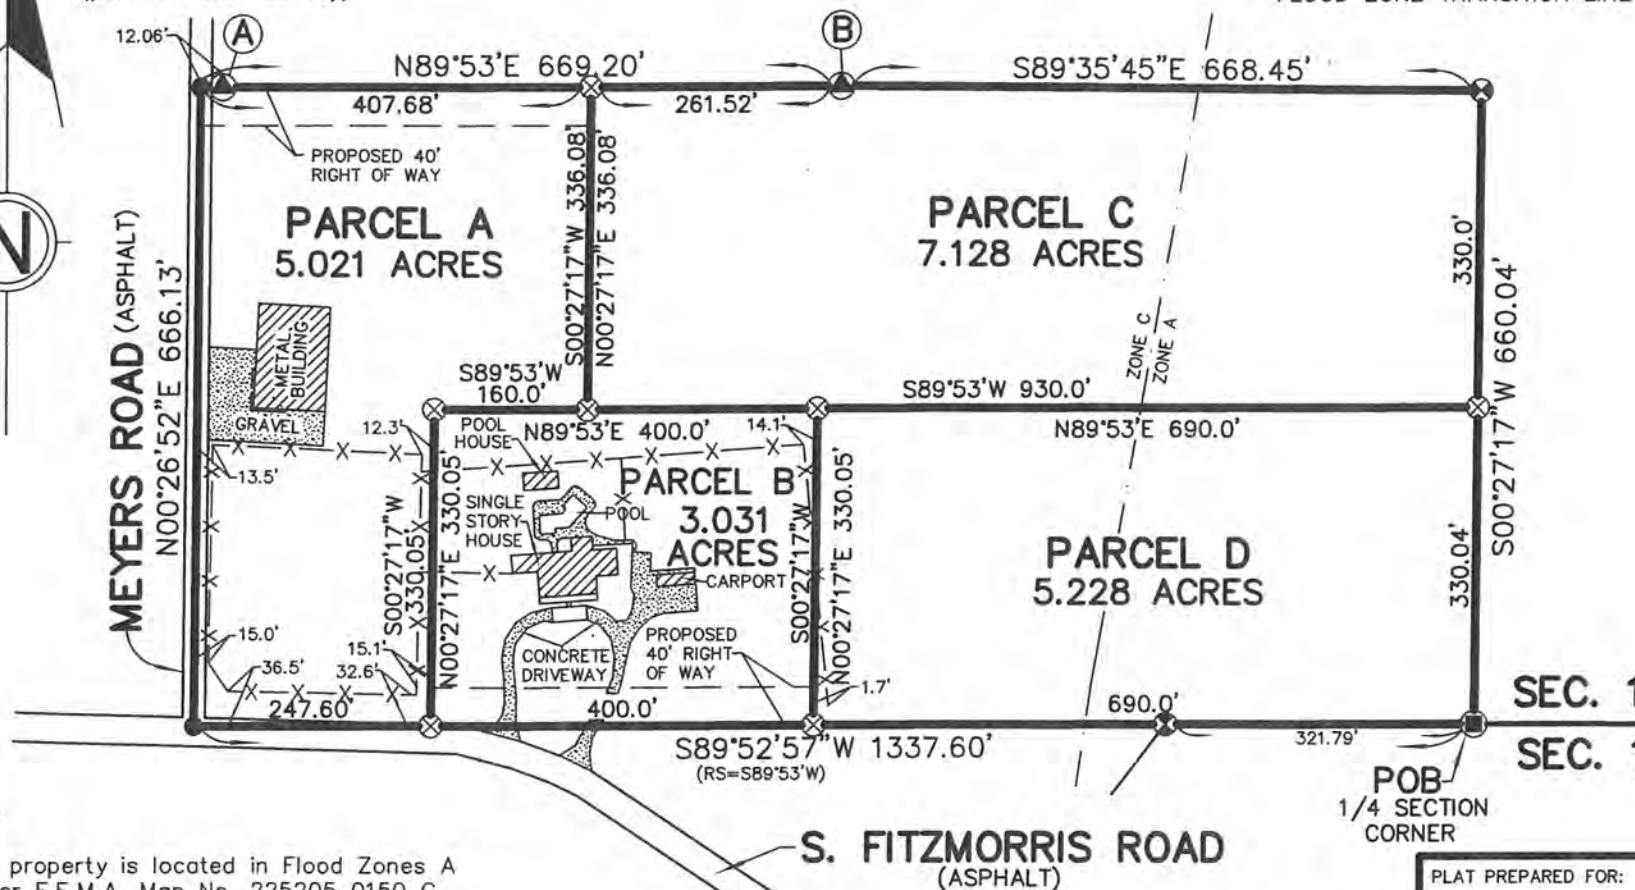 12.06'
A
B
N89°53'E 669.20'
S89°35'45"E 668.45'
407.68'
261.52'
PROPOSED 40'
RIGHT OF WAY
PARCEL A
5.021 ACRES
S00°27'17"W 336.08'
N00°27'17"E 336.08'
PARCEL C
7.128 ACRES
330.0'
S00°27'17"W 660.04'
N
MEYERS ROAD (ASPHALT)
N00°26'52"E 666.13'
METAL
BUILDING
GRAVEL
ZONE C
ZONE A
S89°53'W
160.0'
S89°53'W 930.0'
12.3'
POOL
HOUSE
N89°53'E 400.0'
14.1'
N89°53'E 690.0'
13.5'
S00°27'17"W
330.05'
N00°27'17"E 330.05'
SINGLE
STORY
HOUSE
POOL
PARCEL B
3.031
ACRES
CARPORT
S00°27'17"W
N00°27'17"E 330.05'
PARCEL D
5.228 ACRES
330.04'
15.0'
36.5'
15.1'
32.6'
CONCRETE
DRIVEWAY
PROPOSED
40' RIGHT
OF WAY
1.7'
247.60'
400.0'
690.0'
321.79'
SEC. 1
SEC.
S89°52'57"W 1337.60'
(RS=S89°53'W)
POB
1/4 SECTION
CORNER
S. FITZMORRIS ROAD
(ASPHALT)
property is located in Flood Zones A
F.E.M.A. Map No. 225205 0150 C
PLAT PREPARED FOR: